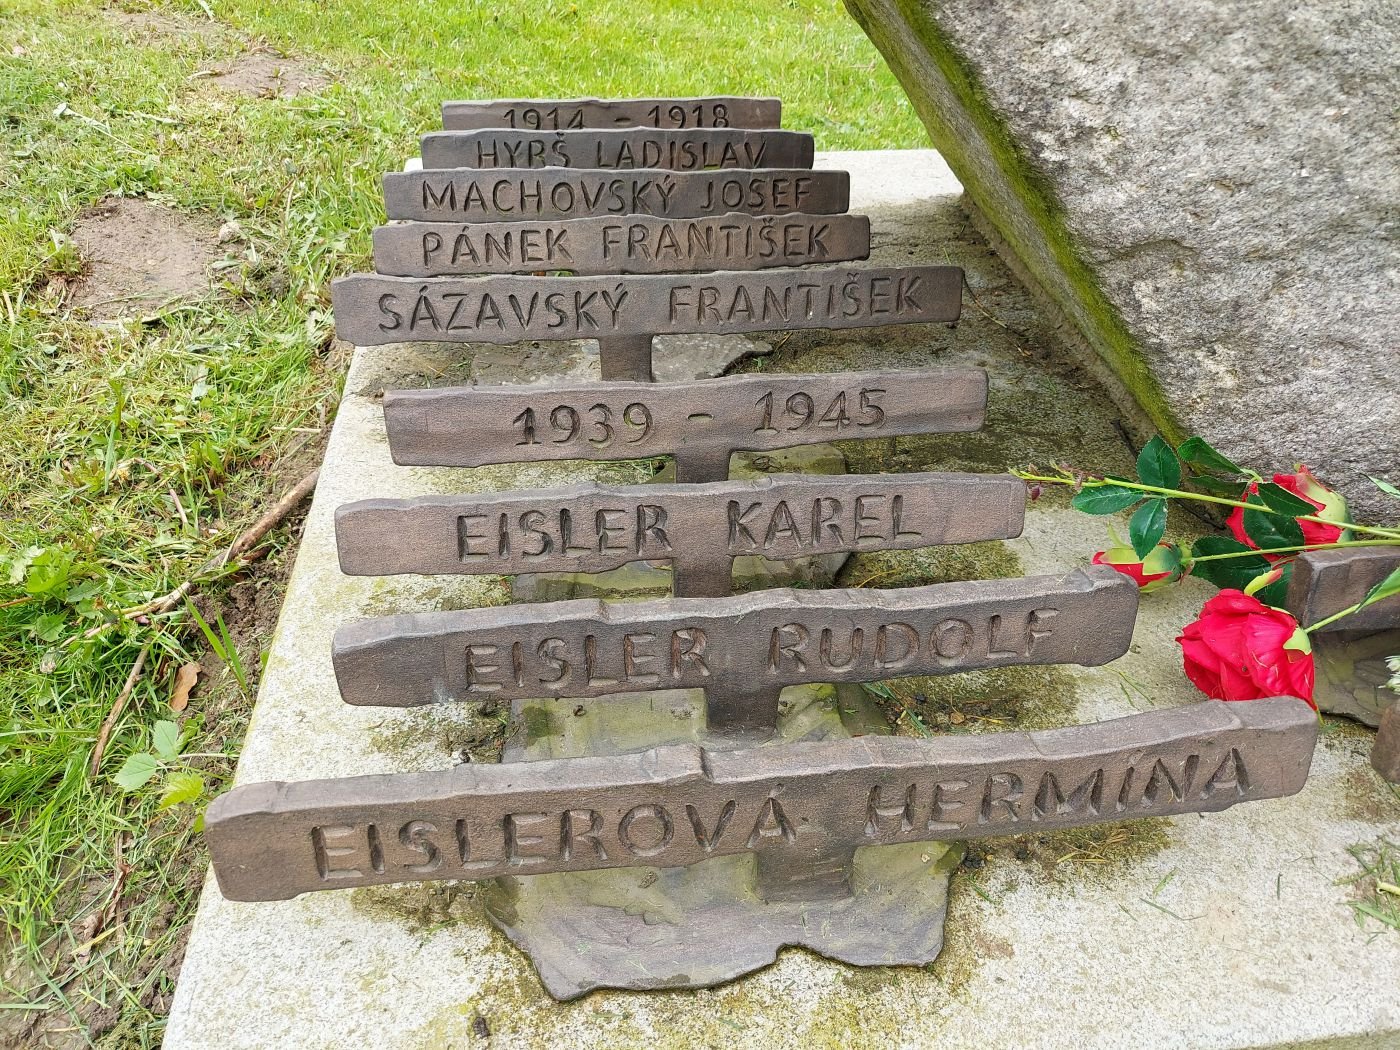 1914 - 1918
HYRŠ LADISLAV
MACHOVSKÝ JOSEF
PÁNEK FRANTIŠEK
SÁZAVSKÝ FRANTIŠEK
1939 - 1945
EISLER KAREL
EISLER RUDOLF
EISLEROVÁ HERMÍNA